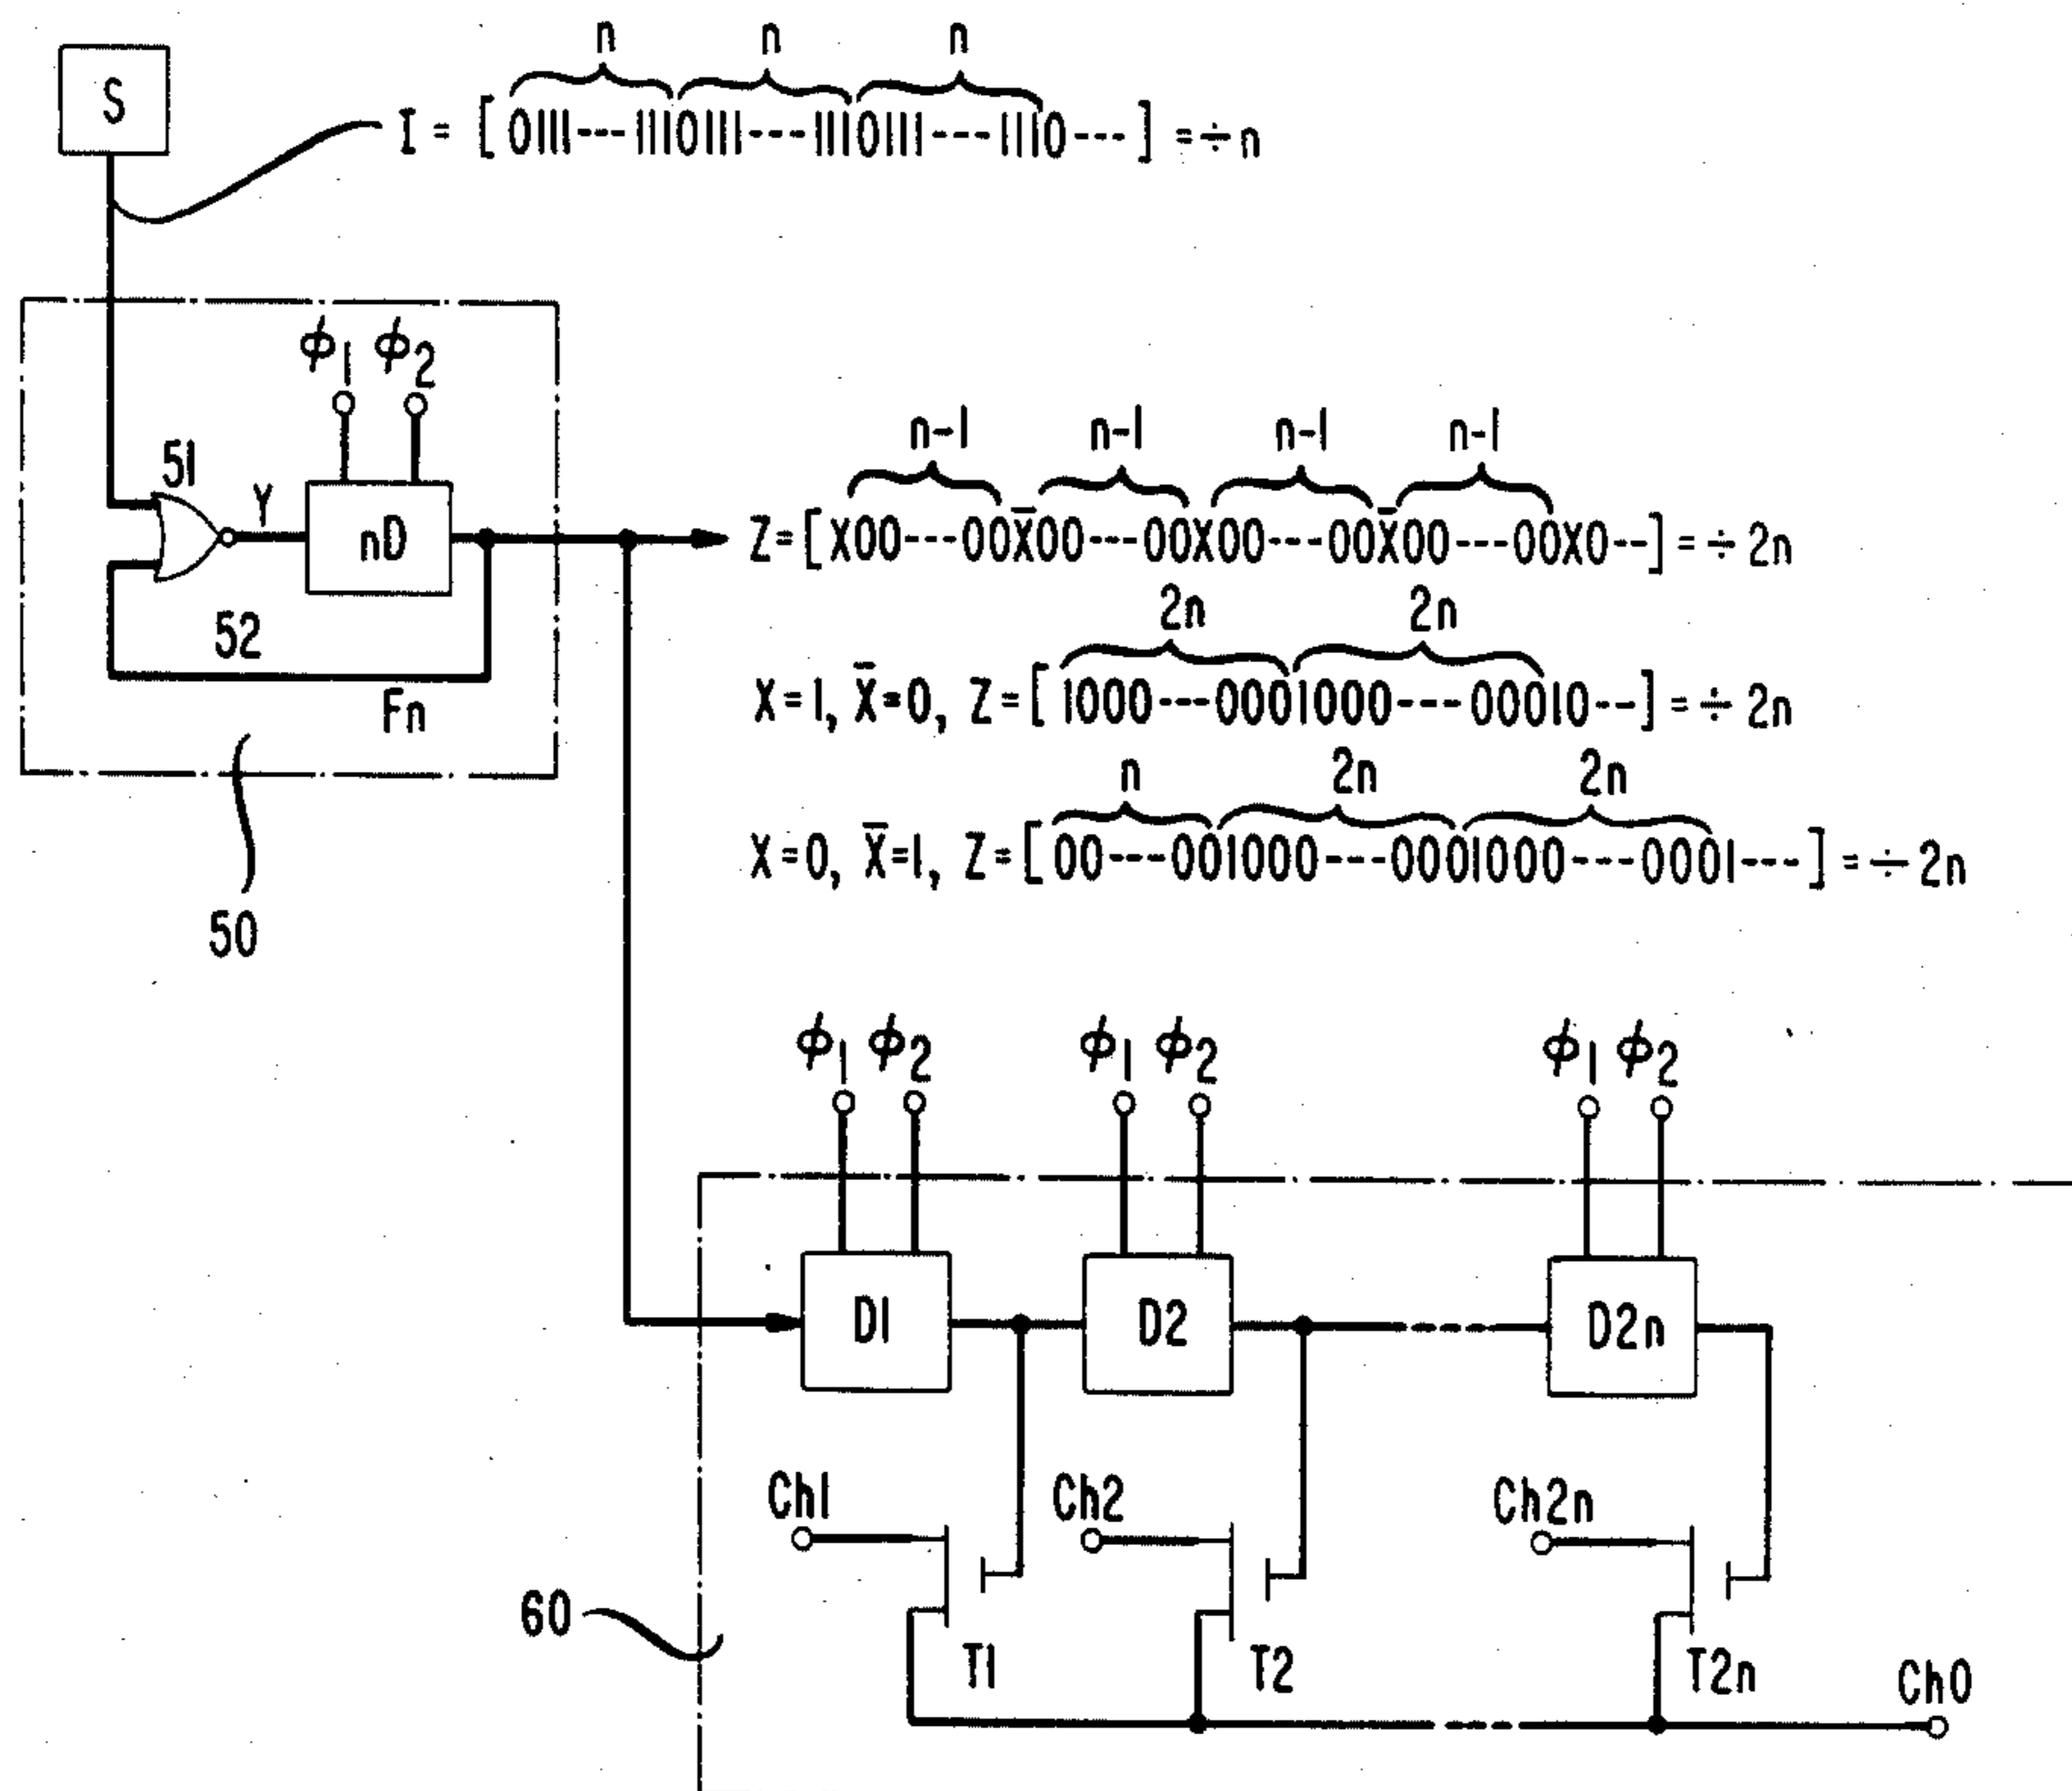 n n n
S
I = [ 0111---1110111---1110111---1110--- ] = ÷ n
ϕ1 ϕ2
51
Y
nD
52
Fn
50
n-1 n-1 n-1 n-1
Z = [ X00---00X̅00---00X00---00X̅00---00X0-- ] = ÷ 2n
2n 2n
X = 1, X̅ = 0, Z = [ 1000---0001000---00010-- ] = ÷ 2n
n 2n 2n
X = 0, X̅ = 1, Z = [ 00---001000---0001000---0001--- ] = ÷ 2n
ϕ1 ϕ2 ϕ1 ϕ2 ϕ1 ϕ2
D1 D2 D2n
Ch1 Ch2 Ch2n
60
T1 T2 T2n
Ch0